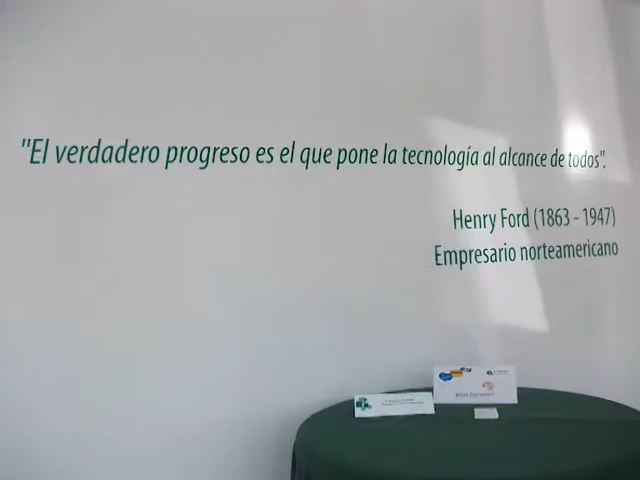 "El verdadero progreso es el que pone la tecnología al alcance de todos".
Henry Ford (1863 - 1947)
Empresario norteamericano